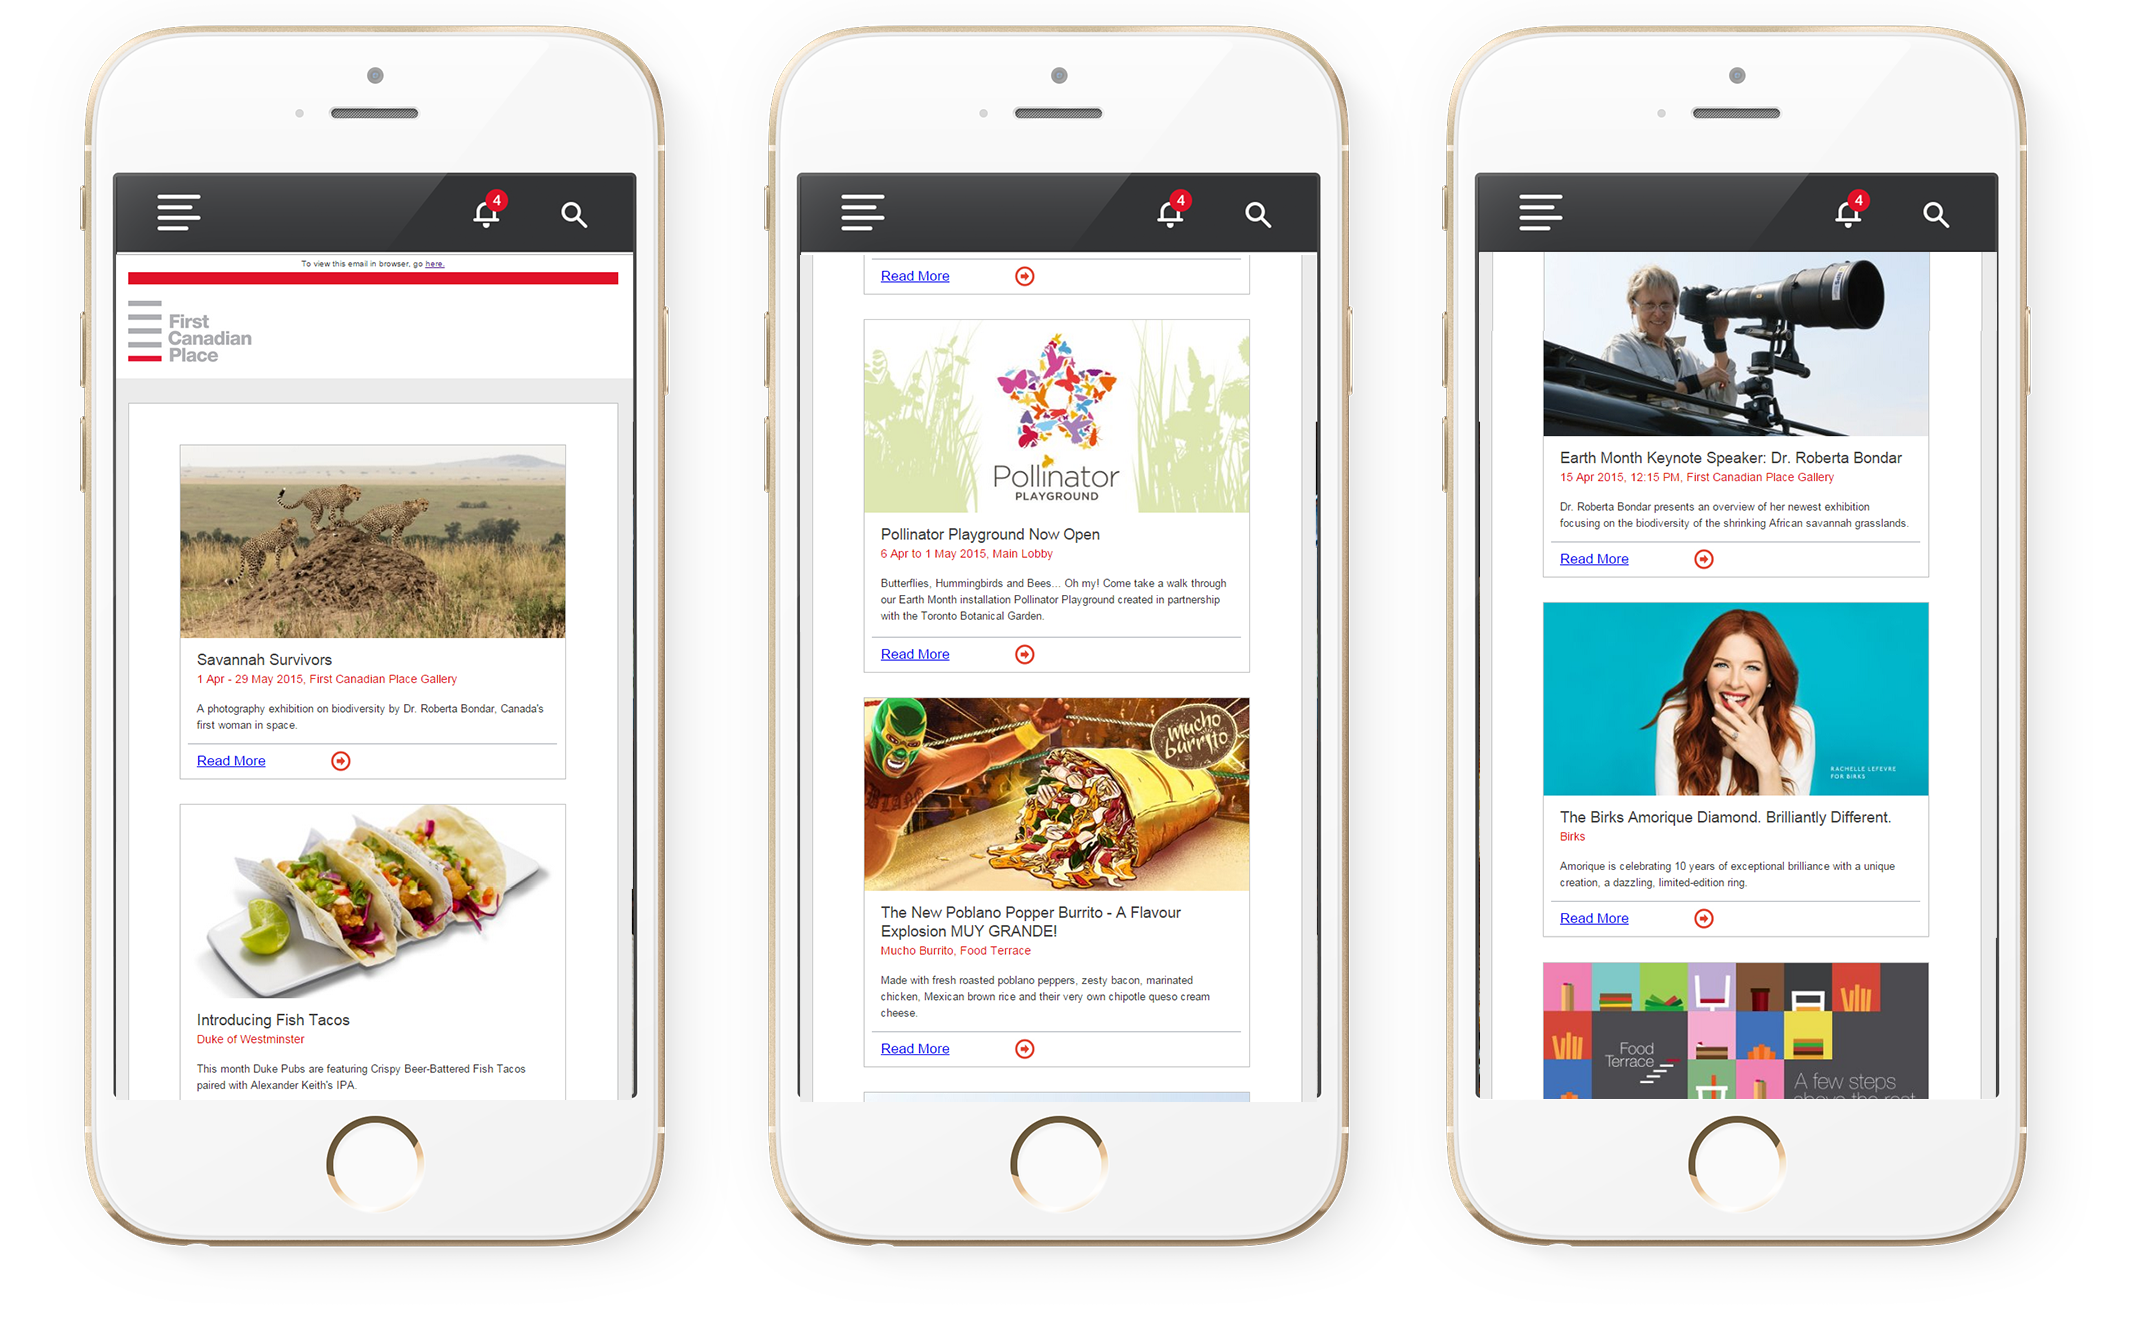 4
To view this email in browser, go here.
First
Canadian
Place
Savannah Survivors
1 Apr - 29 May 2015, First Canadian Place Gallery
A photography exhibition on biodiversity by Dr. Roberta Bondar, Canada's
first woman in space.
Read More
Introducing Fish Tacos
Duke of Westminster
This month Duke Pubs are featuring Crispy Beer-Battered Fish Tacos
paired with Alexander Keith's IPA.
4
Read More
Pollinator
PLAYGROUND
Pollinator Playground Now Open
6 Apr to 1 May 2015, Main Lobby
Butterflies, Hummingbirds and Bees... Oh my! Come take a walk through
our Earth Month installation Pollinator Playground created in partnership
with the Toronto Botanical Garden.
Read More
mucho
burrito
The New Poblano Popper Burrito - A Flavour
Explosion MUY GRANDE!
Mucho Burrito, Food Terrace
Made with fresh roasted poblano peppers, zesty bacon, marinated
chicken, Mexican brown rice and their very own chipotle queso cream
cheese.
Read More
4
Earth Month Keynote Speaker: Dr. Roberta Bondar
15 Apr 2015, 12:15 PM, First Canadian Place Gallery
Dr. Roberta Bondar presents an overview of her newest exhibition
focusing on the biodiversity of the shrinking African savannah grasslands.
Read More
RACHELLE LEFEVRE
FOR BIRKS
The Birks Amorique Diamond. Brilliantly Different.
Birks
Amorique is celebrating 10 years of exceptional brilliance with a unique
creation, a dazzling, limited-edition ring.
Read More
Food
Terrace
A few steps
above the rest